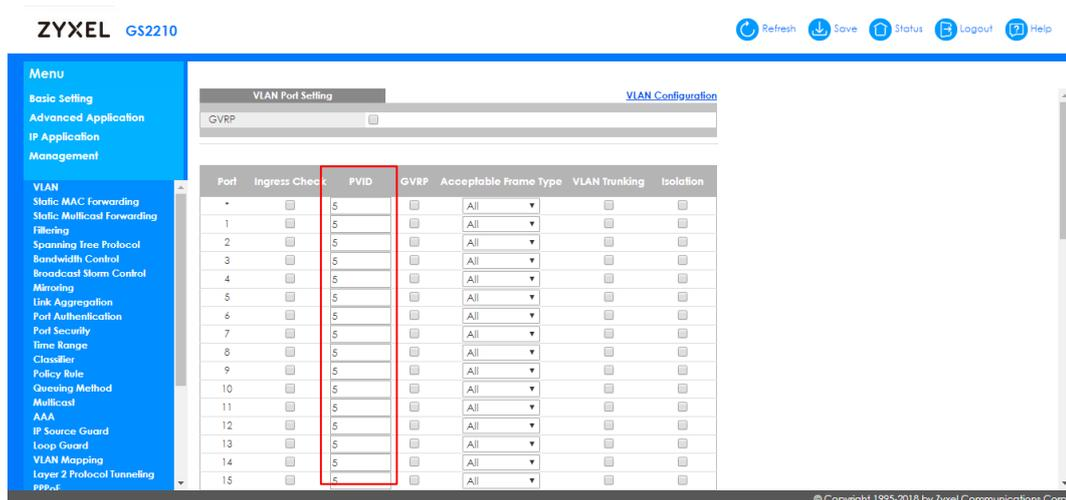 ZYXEL GS2210
Refresh Save Status Logout Help
Menu
Basic Setting
Advanced Application
IP Application
Management
VLAN
Static MAC Forwarding
Static Multicast Forwarding
Filtering
Spanning Tree Protocol
Bandwidth Control
Broadcast Storm Control
Mirroring
Link Aggregation
Port Authentication
Port Security
Time Range
Classifier
Policy Rule
Queuing Method
Multicast
AAA
IP Source Guard
Loop Guard
VLAN Mapping
Layer 2 Protocol Tunneling
PPPoE
VLAN Port Setting VLAN Configuration
GVRP
Port Ingress Check PVID GVRP Acceptable Frame Type VLAN Trunking Isolation
* 5 All
1 5 All
2 5 All
3 5 All
4 5 All
5 5 All
6 5 All
7 5 All
8 5 All
9 5 All
10 5 All
11 5 All
12 5 All
13 5 All
14 5 All
15 5 All
© Copyright 1995-2018 by Zyxel Communications Corp